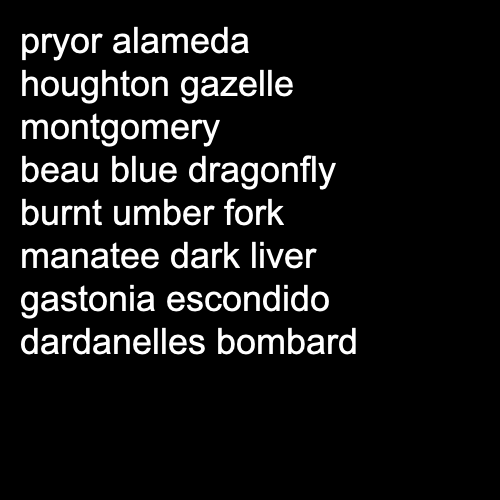 pryor alameda
houghton gazelle
montgomery
beau blue dragonfly
burnt umber fork
manatee dark liver
gastonia escondido
dardanelles bombard